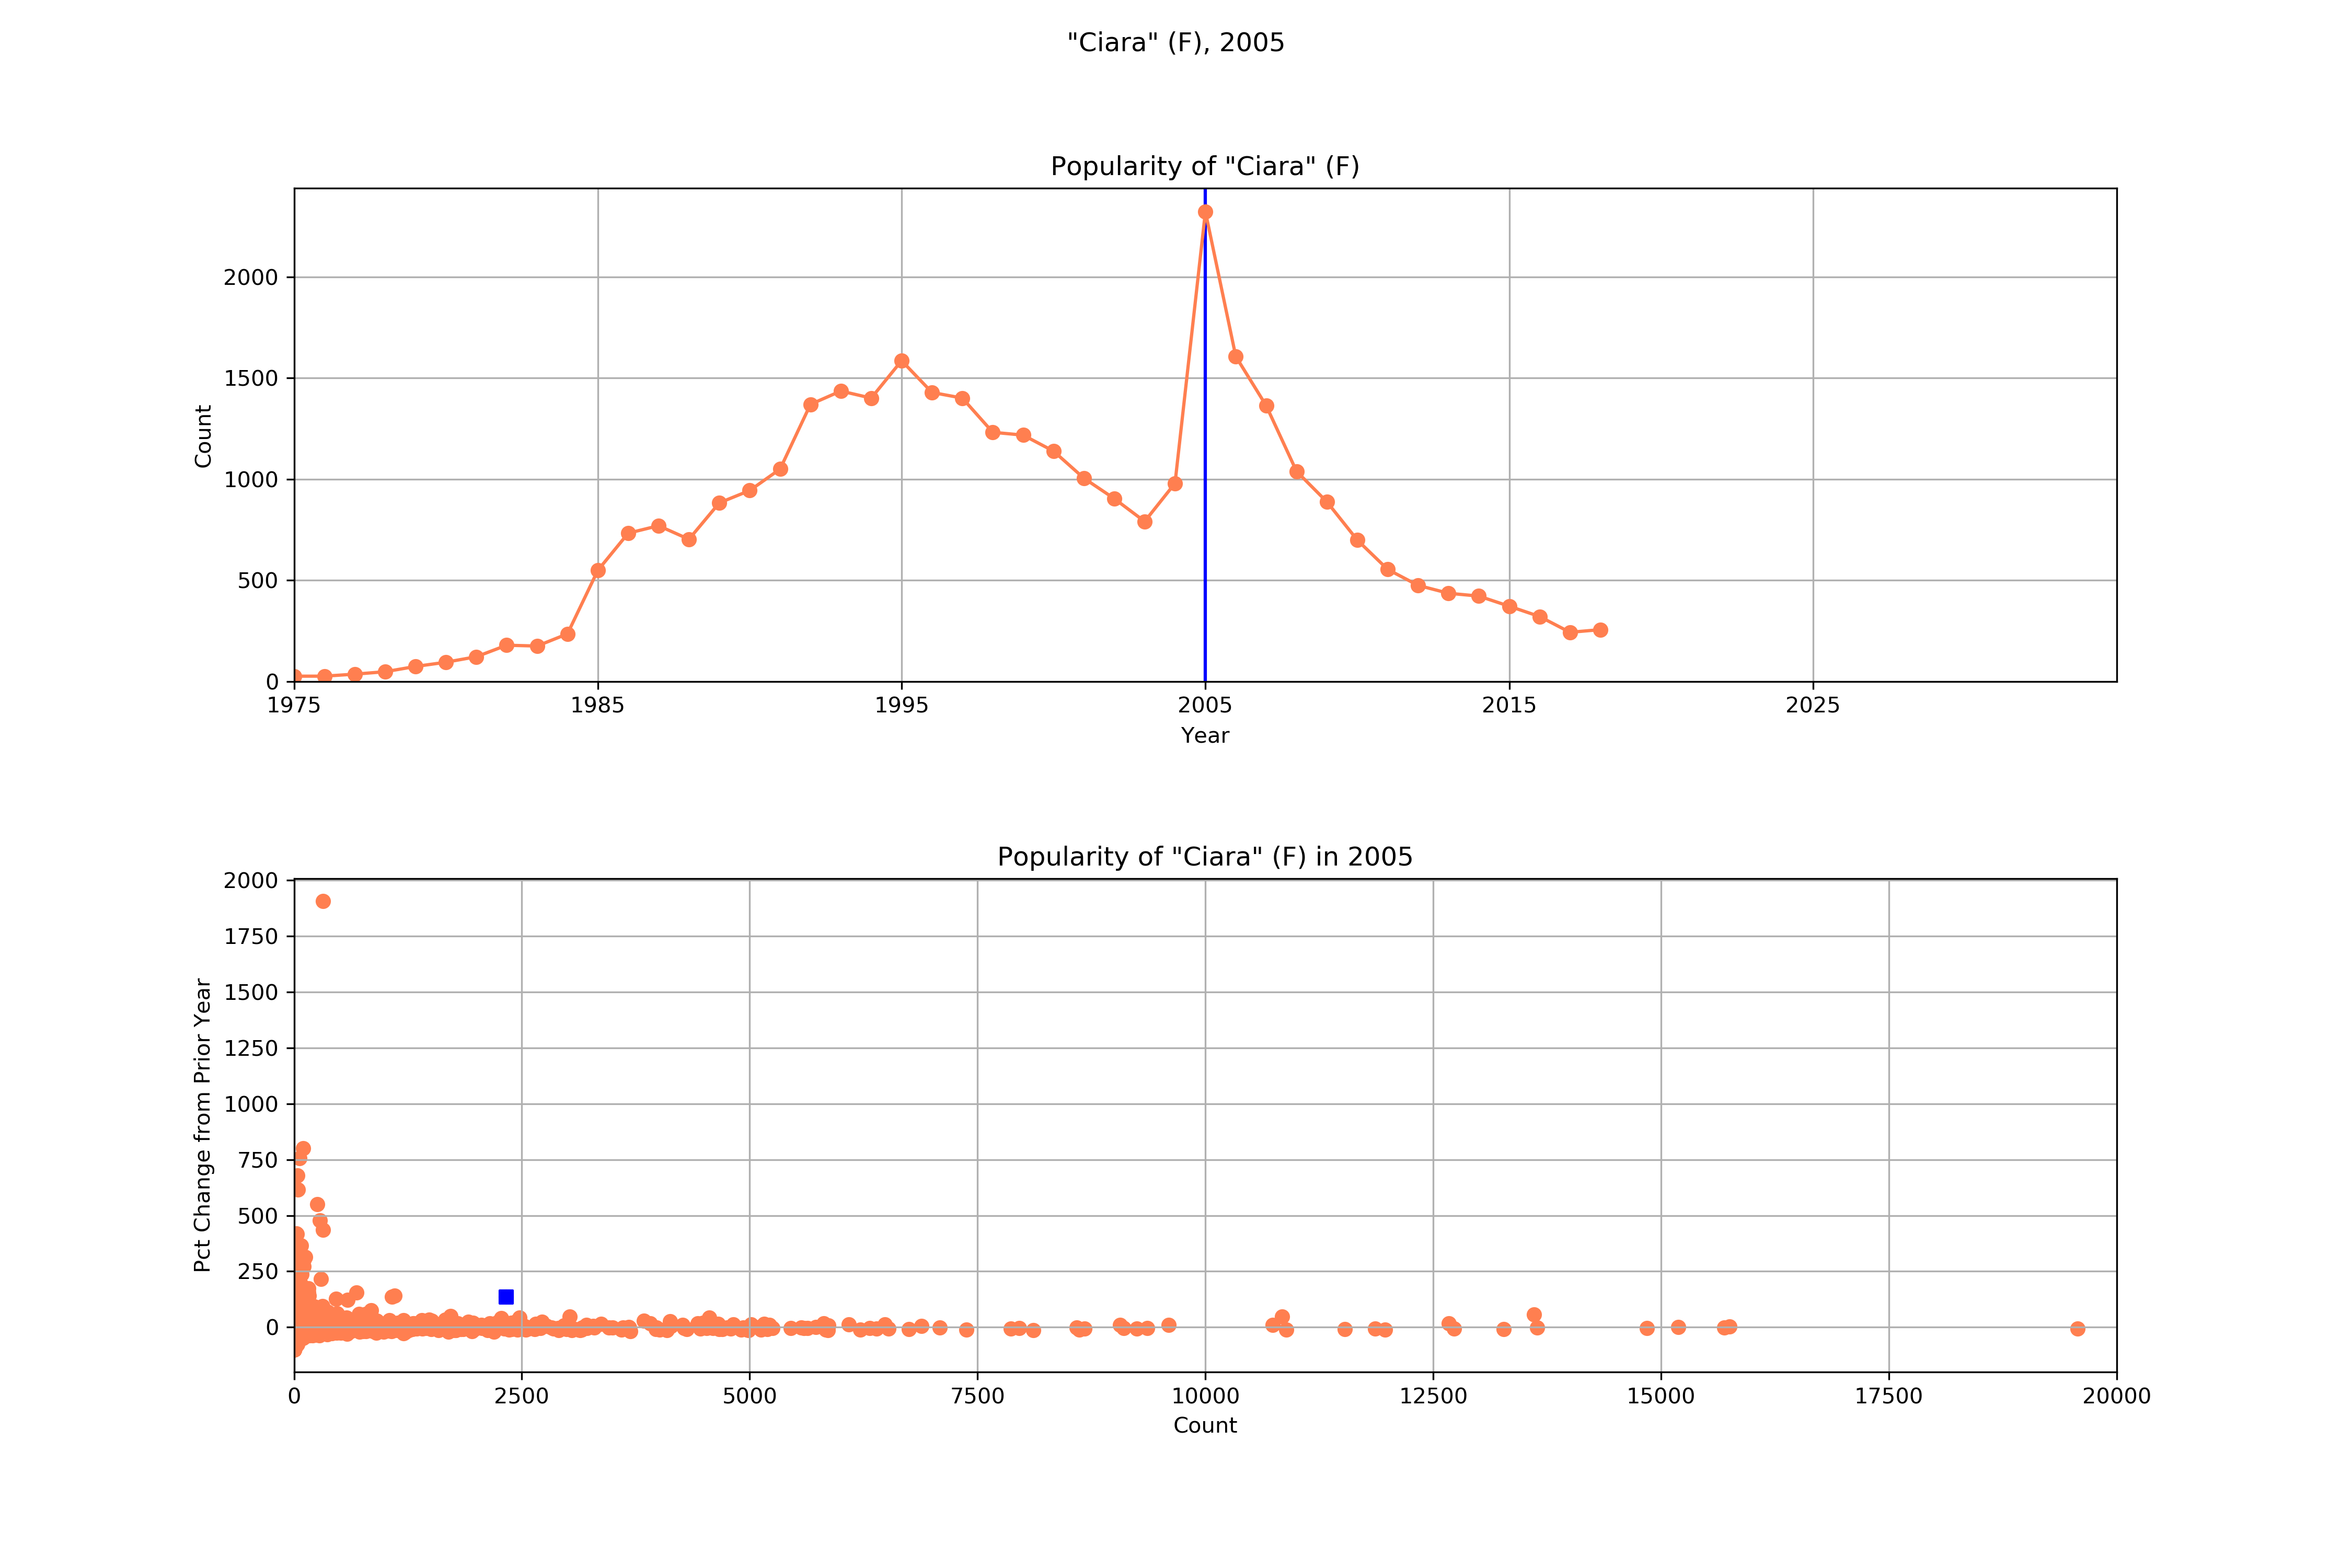 "Ciara" (F), 2005
Popularity of "Ciara" (F)
2000
1500
1000
500
0
Count
1975 1985 1995 2005 2015 2025
Year
Popularity of "Ciara" (F) in 2005
2000
1750
1500
1250
1000
750
500
250
0
Pct Change from Prior Year
0 2500 5000 7500 10000 12500 15000 17500 20000
Count